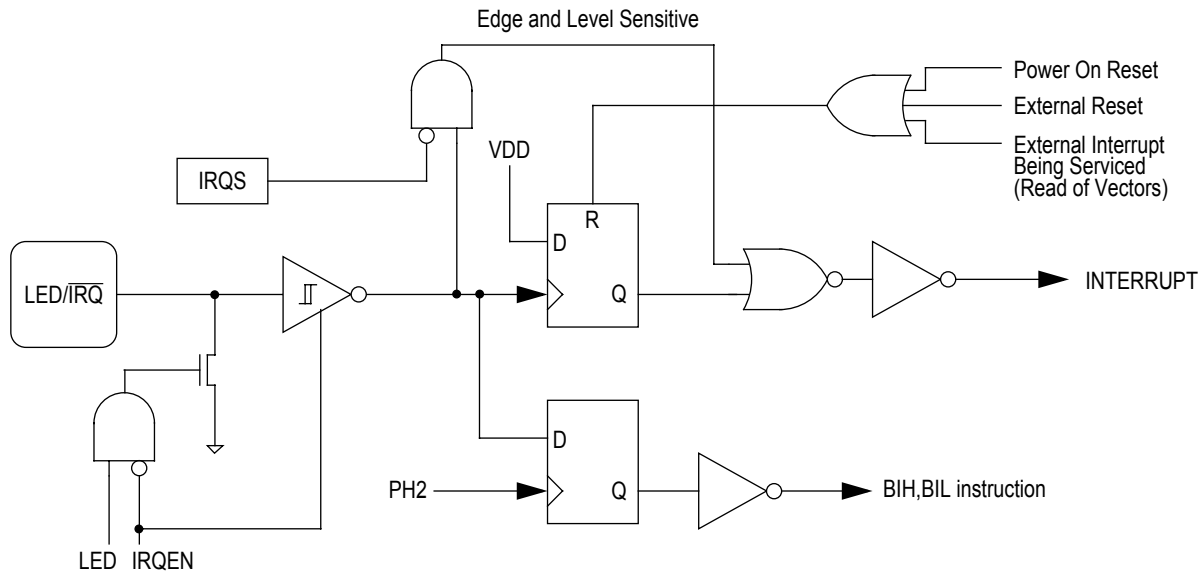 Edge and Level Sensitive
Power On Reset
External Reset
External Interrupt
Being Serviced
(Read of Vectors)
VDD
IRQS
R
D
Q
LED/I̅R̅Q̅
INTERRUPT
D
Q
PH2
BIH,BIL instruction
LED IRQEN